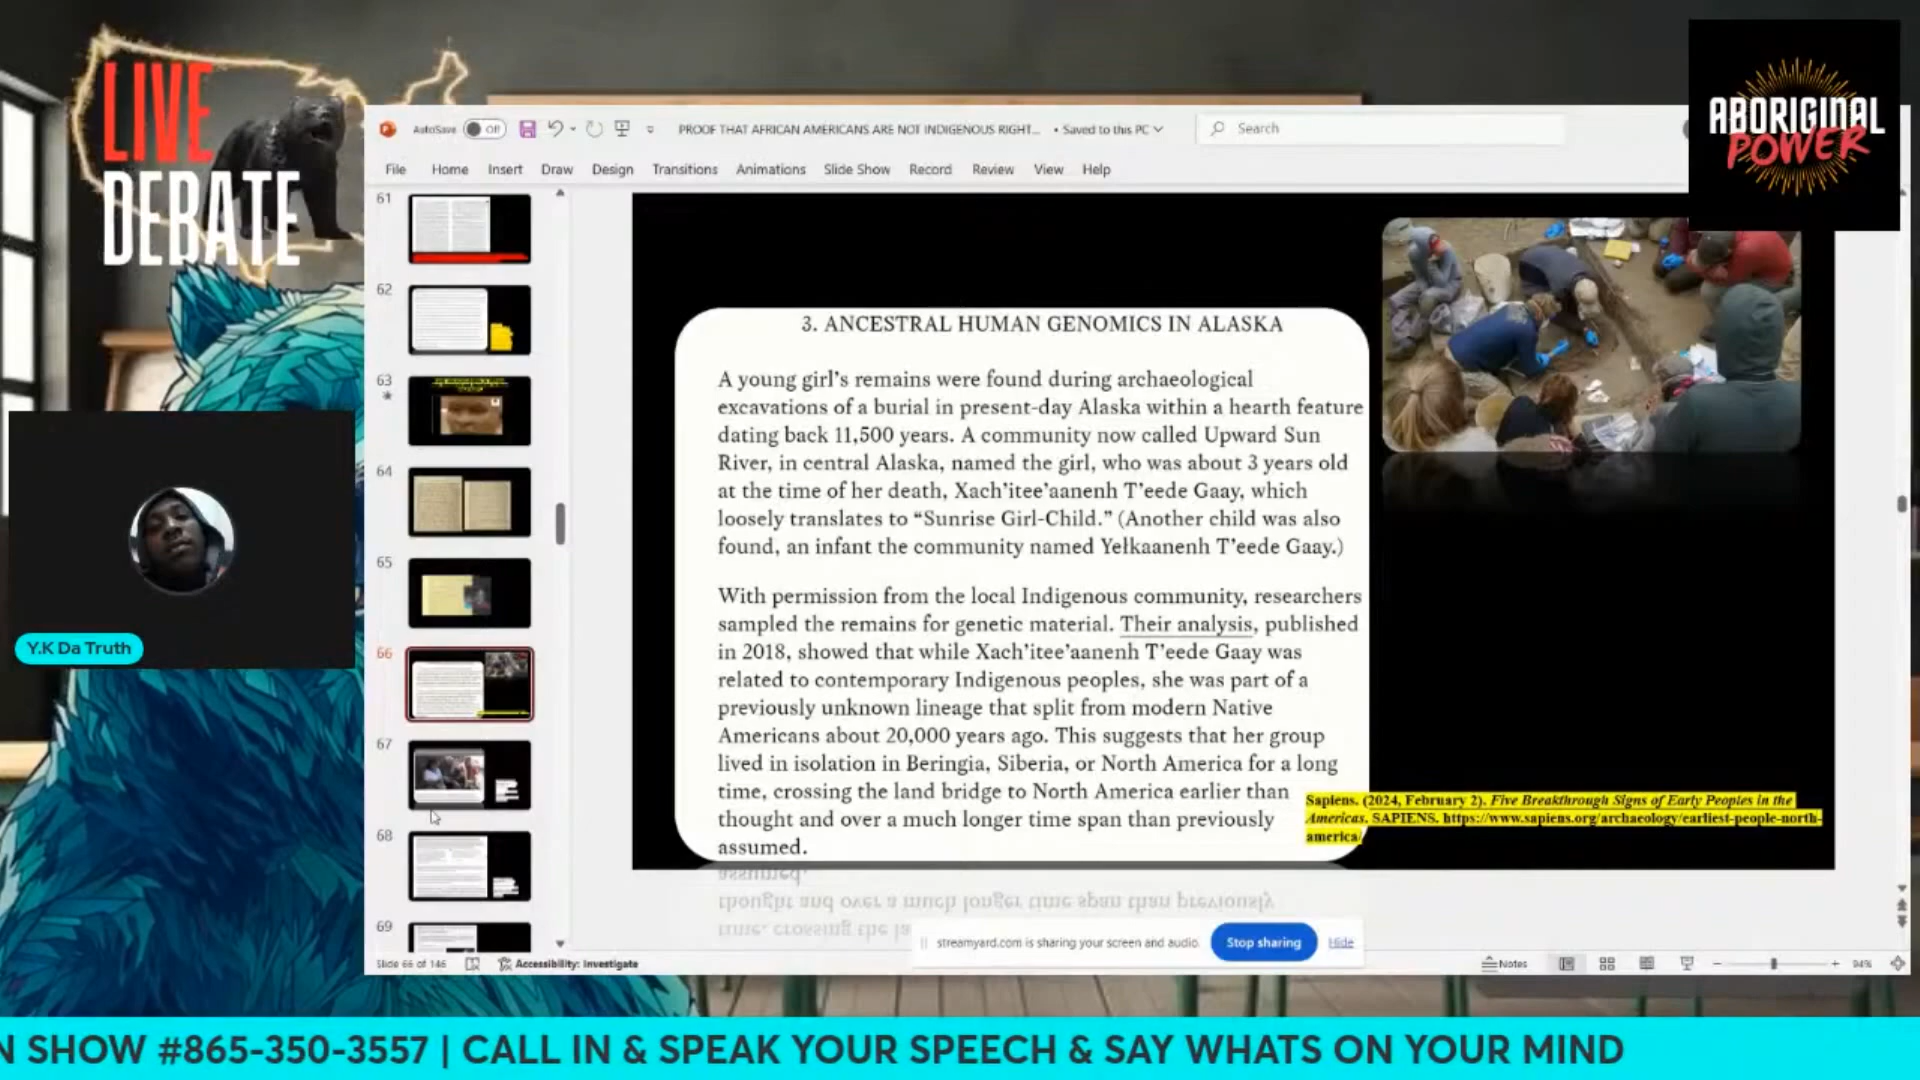 LIVE
DEBATE
ABORIGINAL
POWER
AutoSave Off
PROOF THAT AFRICAN AMERICANS ARE NOT INDIGENOUS RIGHT... • Saved to this PC
Search
File Home Insert Draw Design Transitions Animations Slide Show Record Review View Help
61
62
63
64
65
66
67
68
69
3. ANCESTRAL HUMAN GENOMICS IN ALASKA
A young girl’s remains were found during archaeological
excavations of a burial in present-day Alaska within a hearth feature
dating back 11,500 years. A community now called Upward Sun
River, in central Alaska, named the girl, who was about 3 years old
at the time of her death, Xach’itee’aanenh T’eede Gaay, which
loosely translates to “Sunrise Girl-Child.” (Another child was also
found, an infant the community named Yełkaanenh T’eede Gaay.)
With permission from the local Indigenous community, researchers
sampled the remains for genetic material. Their analysis, published
in 2018, showed that while Xach’itee’aanenh T’eede Gaay was
related to contemporary Indigenous peoples, she was part of a
previously unknown lineage that split from modern Native
Americans about 20,000 years ago. This suggests that her group
lived in isolation in Beringia, Siberia, or North America for a long
time, crossing the land bridge to North America earlier than
thought and over a much longer time span than previously
assumed.
Sapiens. (2024, February 2). Five Breakthrough Signs of Early Peoples in the
Americas. SAPIENS. https://www.sapiens.org/archaeology/earliest-people-north-
america/
Y.K Da Truth
streamyard.com is sharing your screen and audio. Stop sharing Hide
Slide 66 of 146 Accessibility: Investigate Notes 94%
N SHOW #865-350-3557 | CALL IN & SPEAK YOUR SPEECH & SAY WHATS ON YOUR MIND